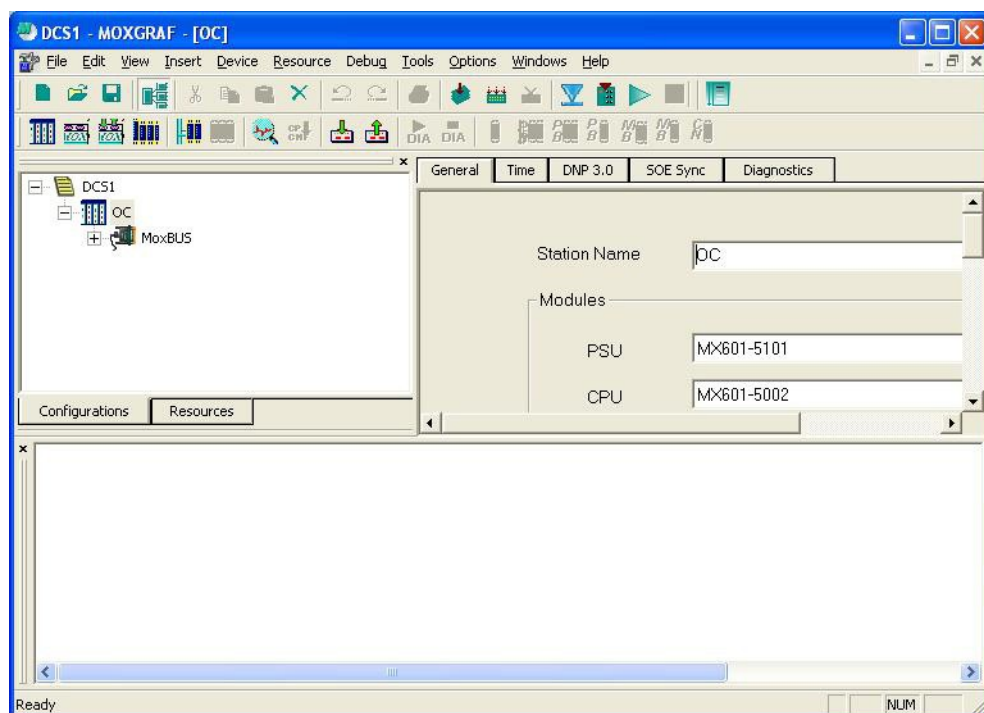 DCS1 - MOXGRAF - [OC]
File Edit View Insert Device Resource Debug Tools Options Windows Help
DIA DIA
DCS1
OC
MoxBUS
Configurations Resources
General Time DNP 3.0 SOE Sync Diagnostics
Station Name OC
Modules
PSU MX601-5101
CPU MX601-5002
Ready NUM